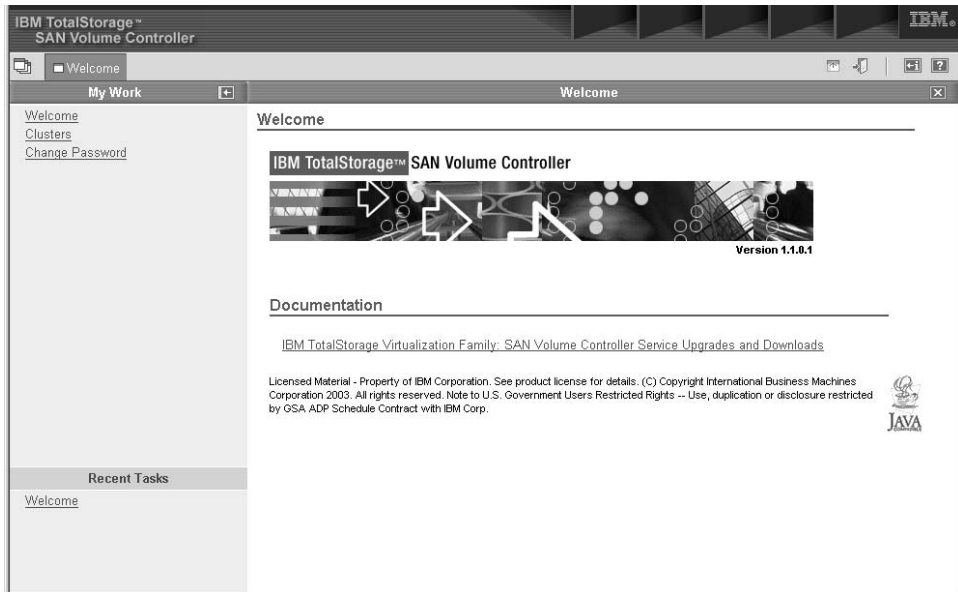 IBM TotalStorage™
SAN Volume Controller
IBM®
Welcome
My Work
Welcome
Welcome
Clusters
Change Password
Welcome
IBM TotalStorage™ SAN Volume Controller
Version 1.1.0.1
Documentation
IBM TotalStorage Virtualization Family: SAN Volume Controller Service Upgrades and Downloads
Licensed Material - Property of IBM Corporation. See product license for details. (C) Copyright International Business Machines
Corporation 2003. All rights reserved. Note to U.S. Government Users Restricted Rights -- Use, duplication or disclosure restricted
by GSA ADP Schedule Contract with IBM Corp.
JAVA
Recent Tasks
Welcome